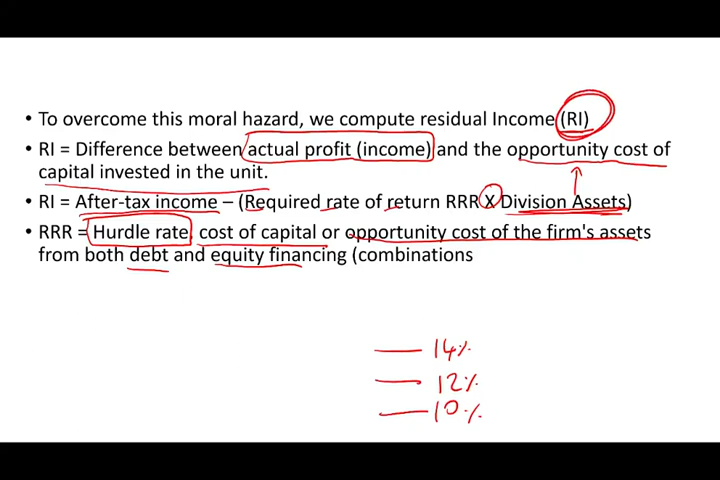 • To overcome this moral hazard, we compute residual Income (RI)
• RI = Difference between actual profit (income) and the opportunity cost of
capital invested in the unit.
• RI = After-tax income – (Required rate of return RRR X Division Assets)
• RRR = Hurdle rate, cost of capital or opportunity cost of the firm's assets
from both debt and equity financing (combinations
14%
12%
10%